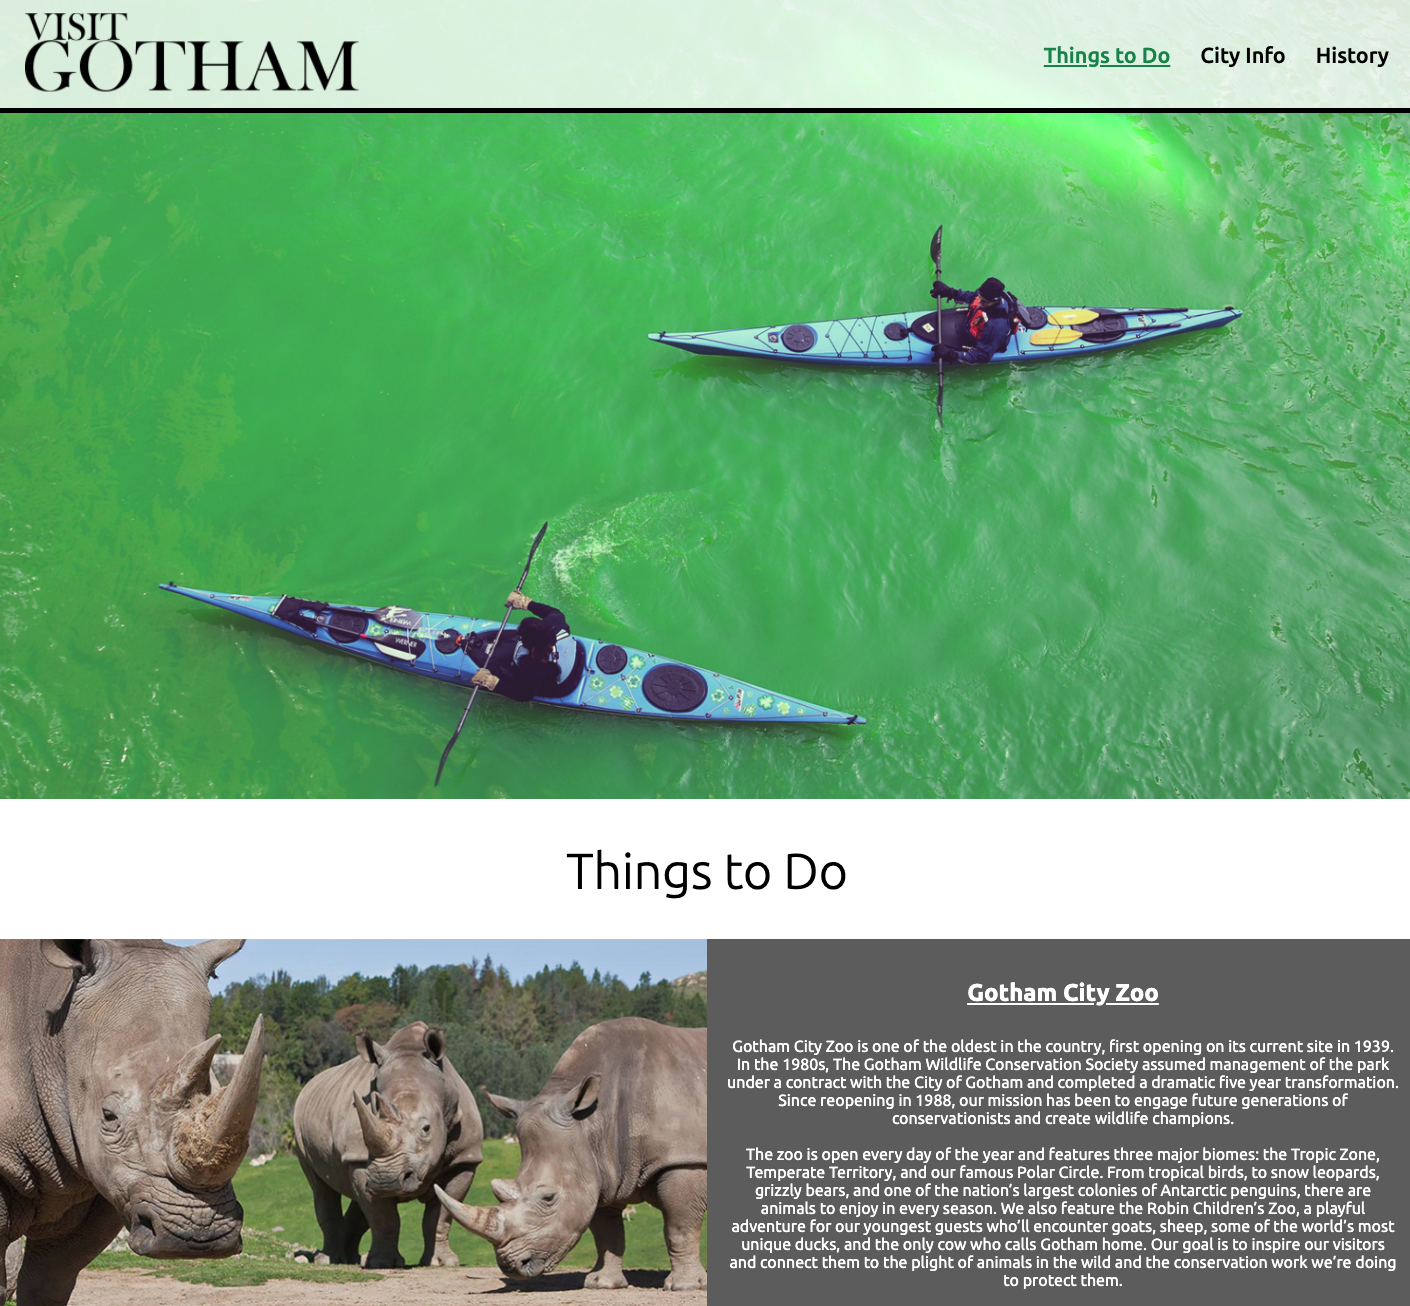 VISIT
GOTHAM
Things to Do
City Info
History
WERNER
Things to Do
Gotham City Zoo
Gotham City Zoo is one of the oldest in the country, first opening on its current site in 1939.
In the 1980s, The Gotham Wildlife Conservation Society assumed management of the park
under a contract with the City of Gotham and completed a dramatic five year transformation.
Since reopening in 1988, our mission has been to engage future generations of
conservationists and create wildlife champions.
The zoo is open every day of the year and features three major biomes: the Tropic Zone,
Temperate Territory, and our famous Polar Circle. From tropical birds, to snow leopards,
grizzly bears, and one of the nation’s largest colonies of Antarctic penguins, there are
animals to enjoy in every season. We also feature the Robin Children’s Zoo, a playful
adventure for our youngest guests who’ll encounter goats, sheep, some of the world’s most
unique ducks, and the only cow who calls Gotham home. Our goal is to inspire our visitors
and connect them to the plight of animals in the wild and the conservation work we’re doing
to protect them.